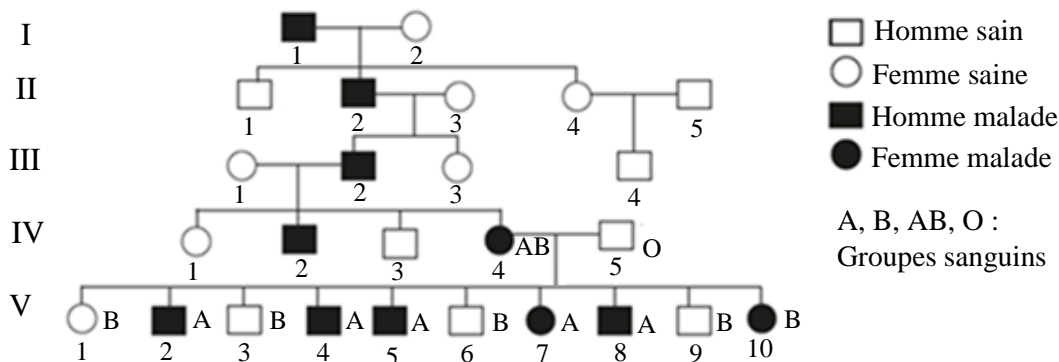 I
1 2
Homme sain
Femme saine
II
1 2 3 4 5
Homme malade
III
1 2 3 4
Femme malade
A, B, AB, O :
Groupes sanguins
IV
AB O
1 2 3 4 5
V
B A B A A B A A B B
1 2 3 4 5 6 7 8 9 10